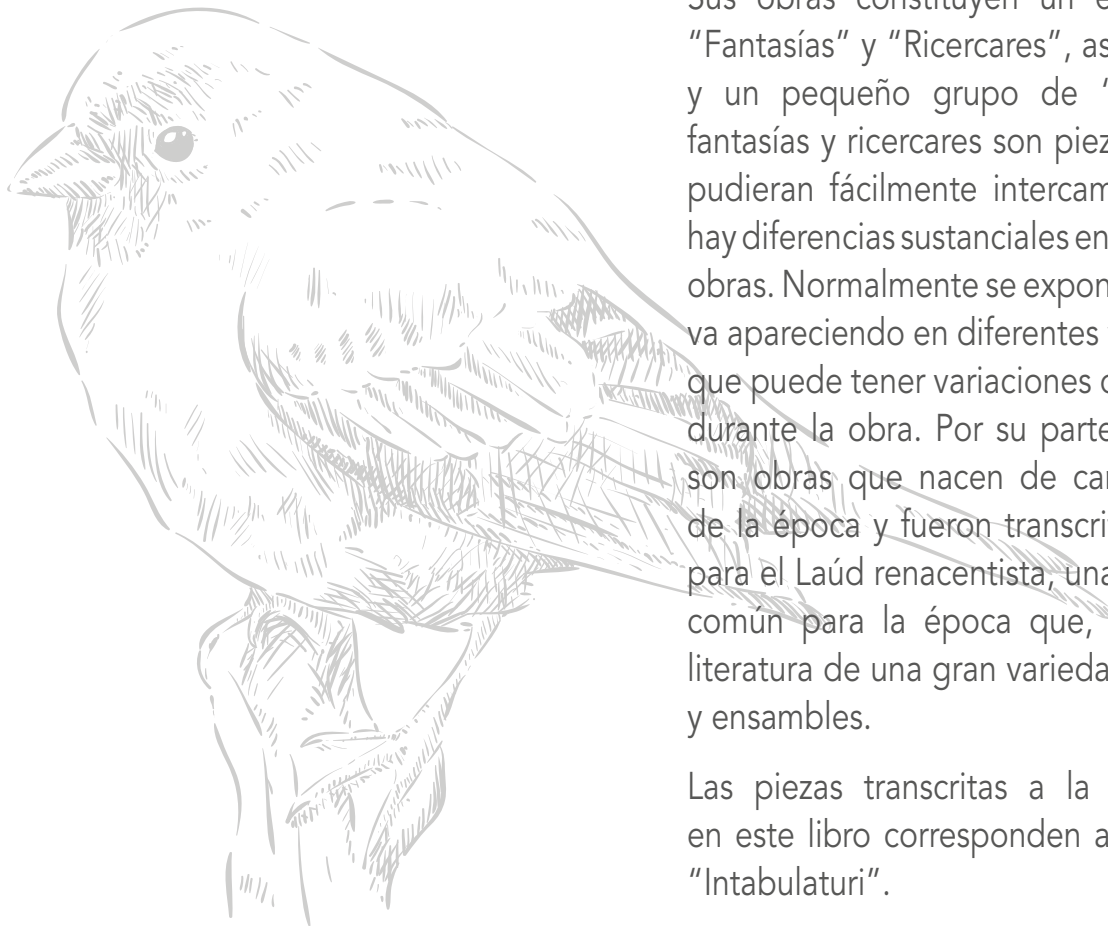 Sus obras constituyen un
“Fantasías” y “Ricercares”, as
y un pequeño grupo de “
fantasías y ricercares son piez
pudieran fácilmente intercam
hay diferencias sustanciales en
obras. Normalmente se expon
va apareciendo en diferentes
que puede tener variaciones
durante la obra. Por su parte
son obras que nacen de car
de la época y fueron transcri
para el Laúd renacentista, una
común para la época que,
literatura de una gran varieda
y ensambles.
Las piezas transcritas a la
en este libro corresponden a
“Intabulaturi”.